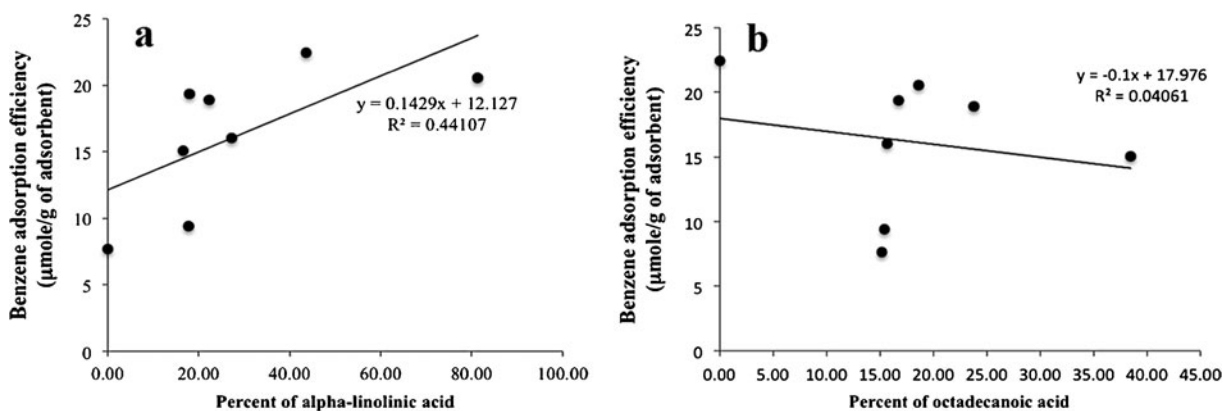 a
Benzene adsorption efficiency
(μmole/g of adsorbent)
25
20
15
10
5
0
y = 0.1429x + 12.127
R² = 0.44107
0.00 20.00 40.00 60.00 80.00 100.00
Percent of alpha-linolinic acid
b
Benzene adsorption efficiency
(μmole/g of adsorbent)
25
20
15
10
5
0
y = -0.1x + 17.976
R² = 0.04061
0.00 5.00 10.00 15.00 20.00 25.00 30.00 35.00 40.00 45.00
Percent of octadecanoic acid